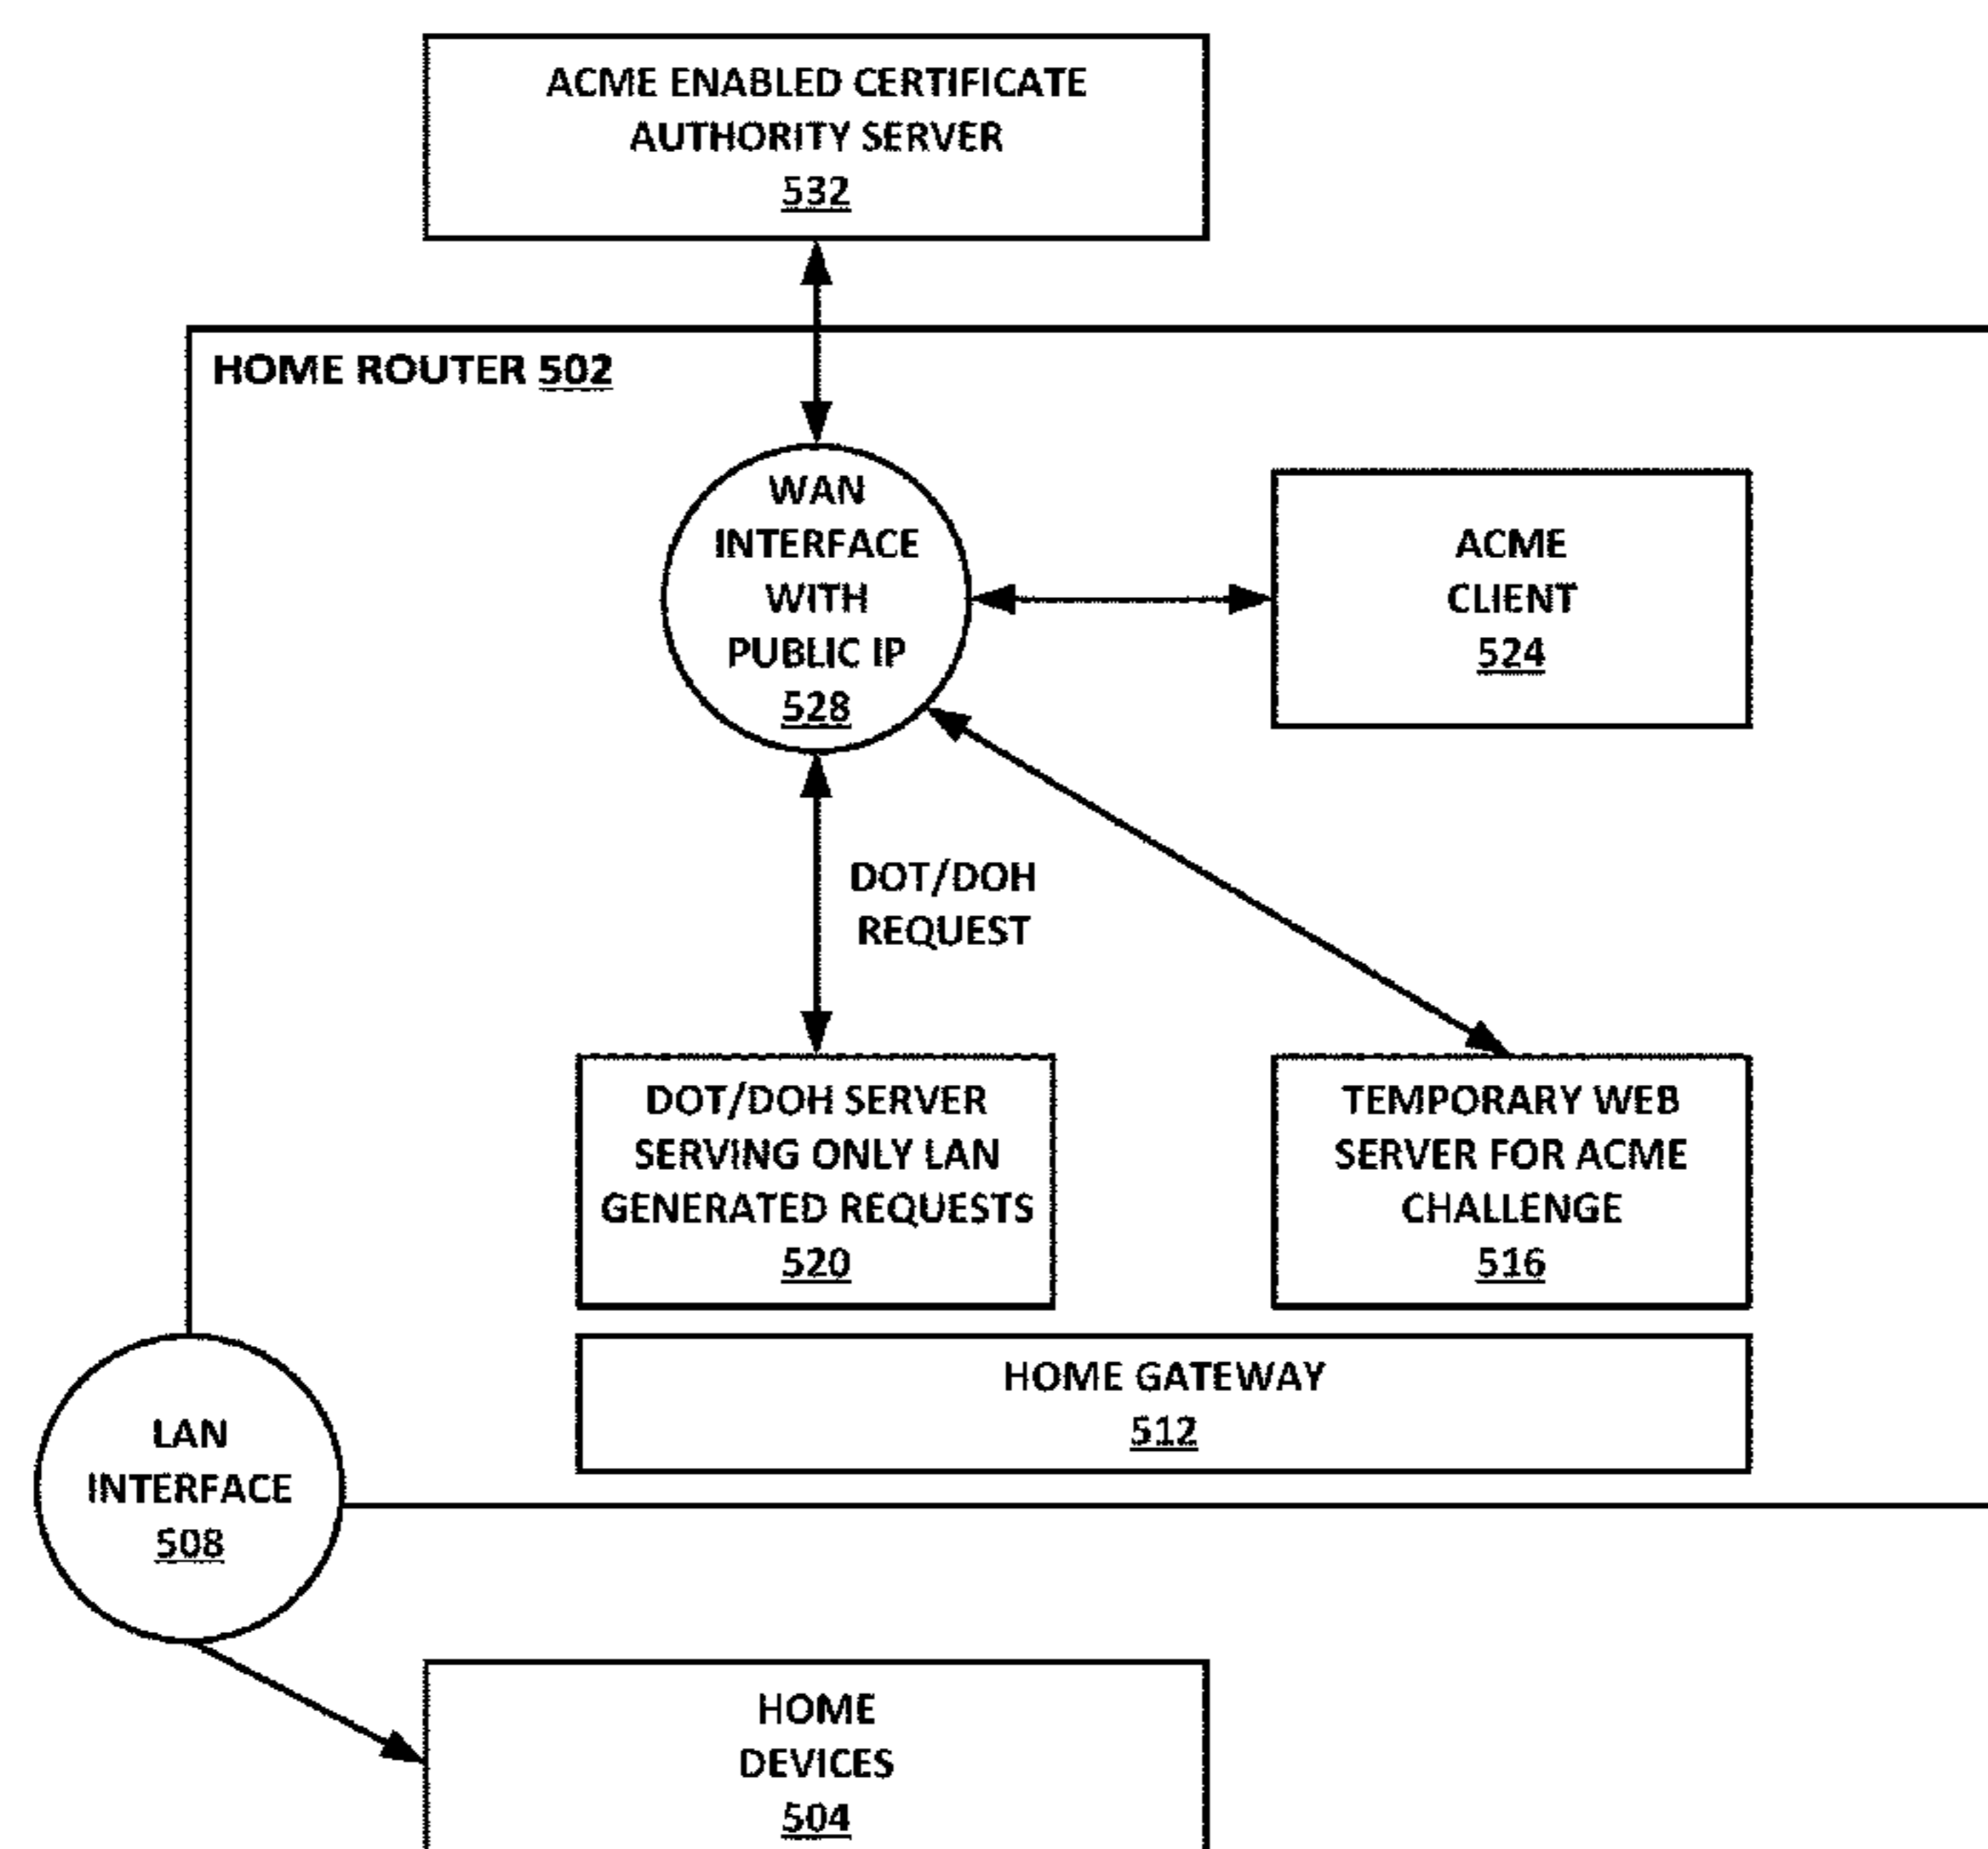 ACME ENABLED CERTIFICATE
AUTHORITY SERVER
532
HOME ROUTER 502
WAN
INTERFACE
WITH
PUBLIC IP
528
ACME
CLIENT
524
DOT/DOH
REQUEST
DOT/DOH SERVER
SERVING ONLY LAN
GENERATED REQUESTS
520
TEMPORARY WEB
SERVER FOR ACME
CHALLENGE
516
HOME GATEWAY
512
LAN
INTERFACE
508
HOME
DEVICES
504